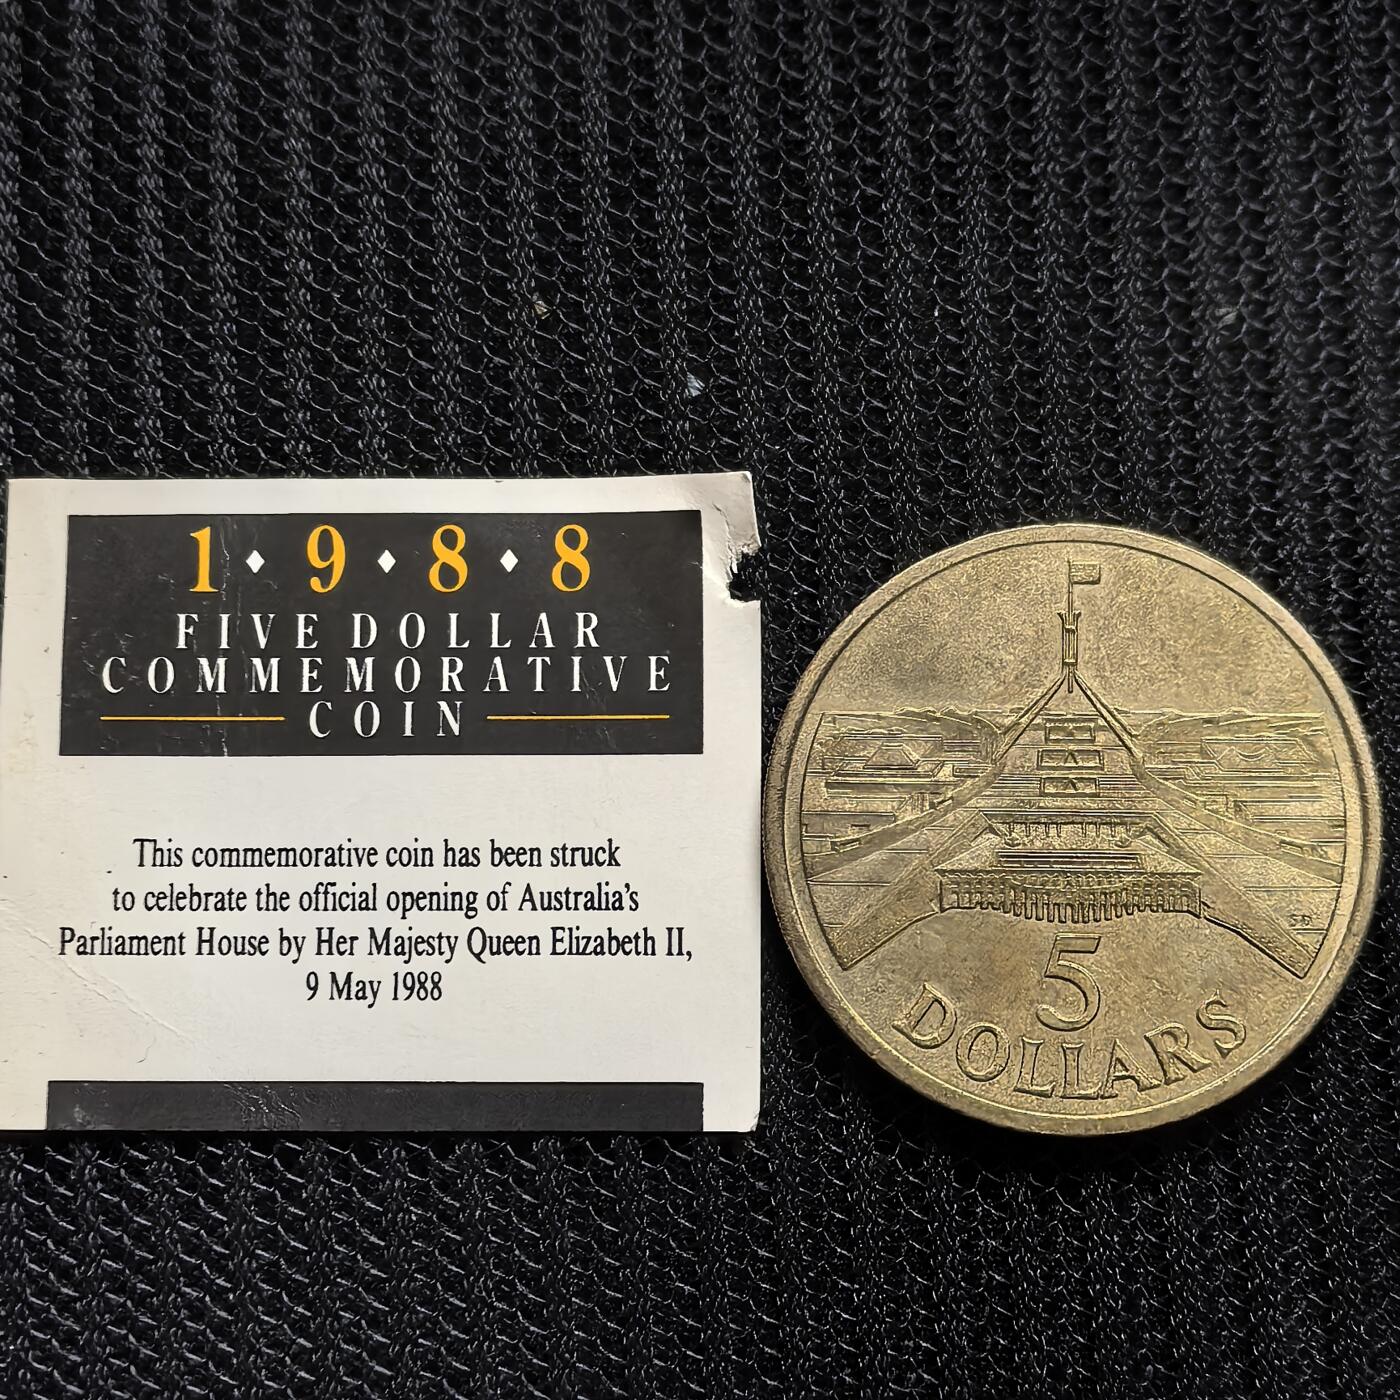 1 ♦ 9 ♦ 8 ♦ 8
FIVE DOLLAR
COMMEMORATIVE
COIN
This commemorative coin has been struck
to celebrate the official opening of Australia's
Parliament House by Her Majesty Queen Elizabeth II,
9 May 1988
5
DOLLARS